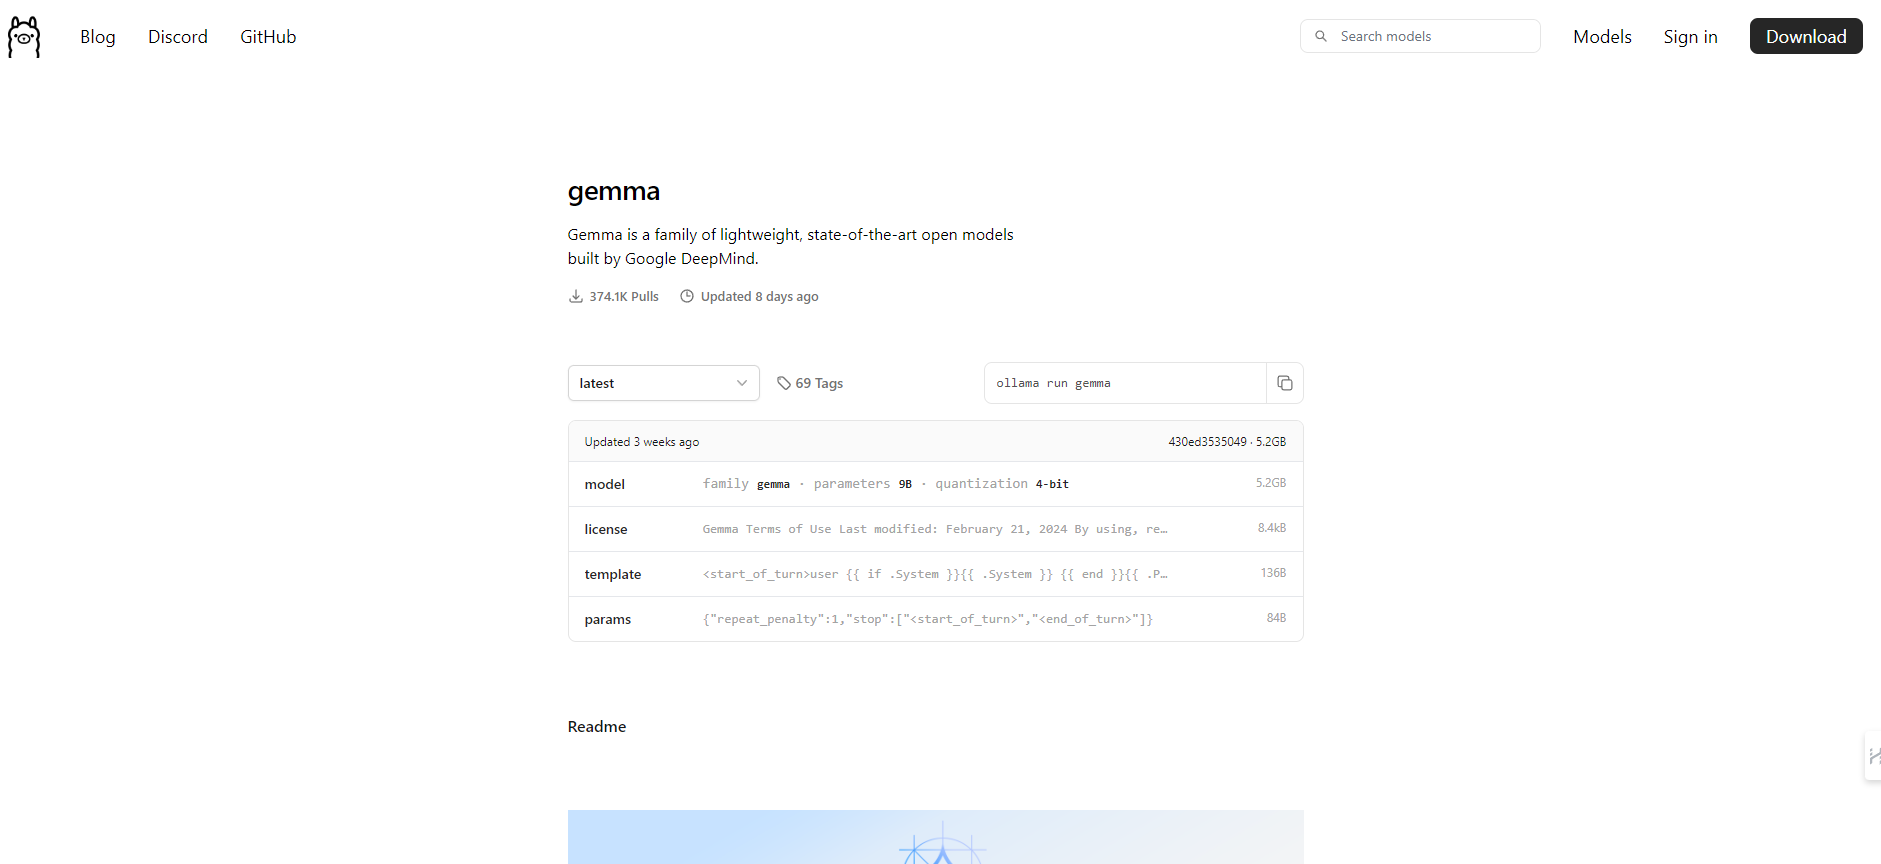 Blog Discord GitHub Search models Models Sign in Download
gemma
Gemma is a family of lightweight, state-of-the-art open models
built by Google DeepMind.
374.1K Pulls Updated 8 days ago
latest 69 Tags ollama run gemma
Updated 3 weeks ago 430ed3535049 · 5.2GB
model family gemma · parameters 9B · quantization 4-bit 5.2GB
license Gemma Terms of Use Last modified: February 21, 2024 By using, re… 8.4kB
template <start_of_turn>user {{ if .System }}{{ .System }} {{ end }}{{ .P… 136B
params {"repeat_penalty":1,"stop":["<start_of_turn>","<end_of_turn>"]} 84B
Readme